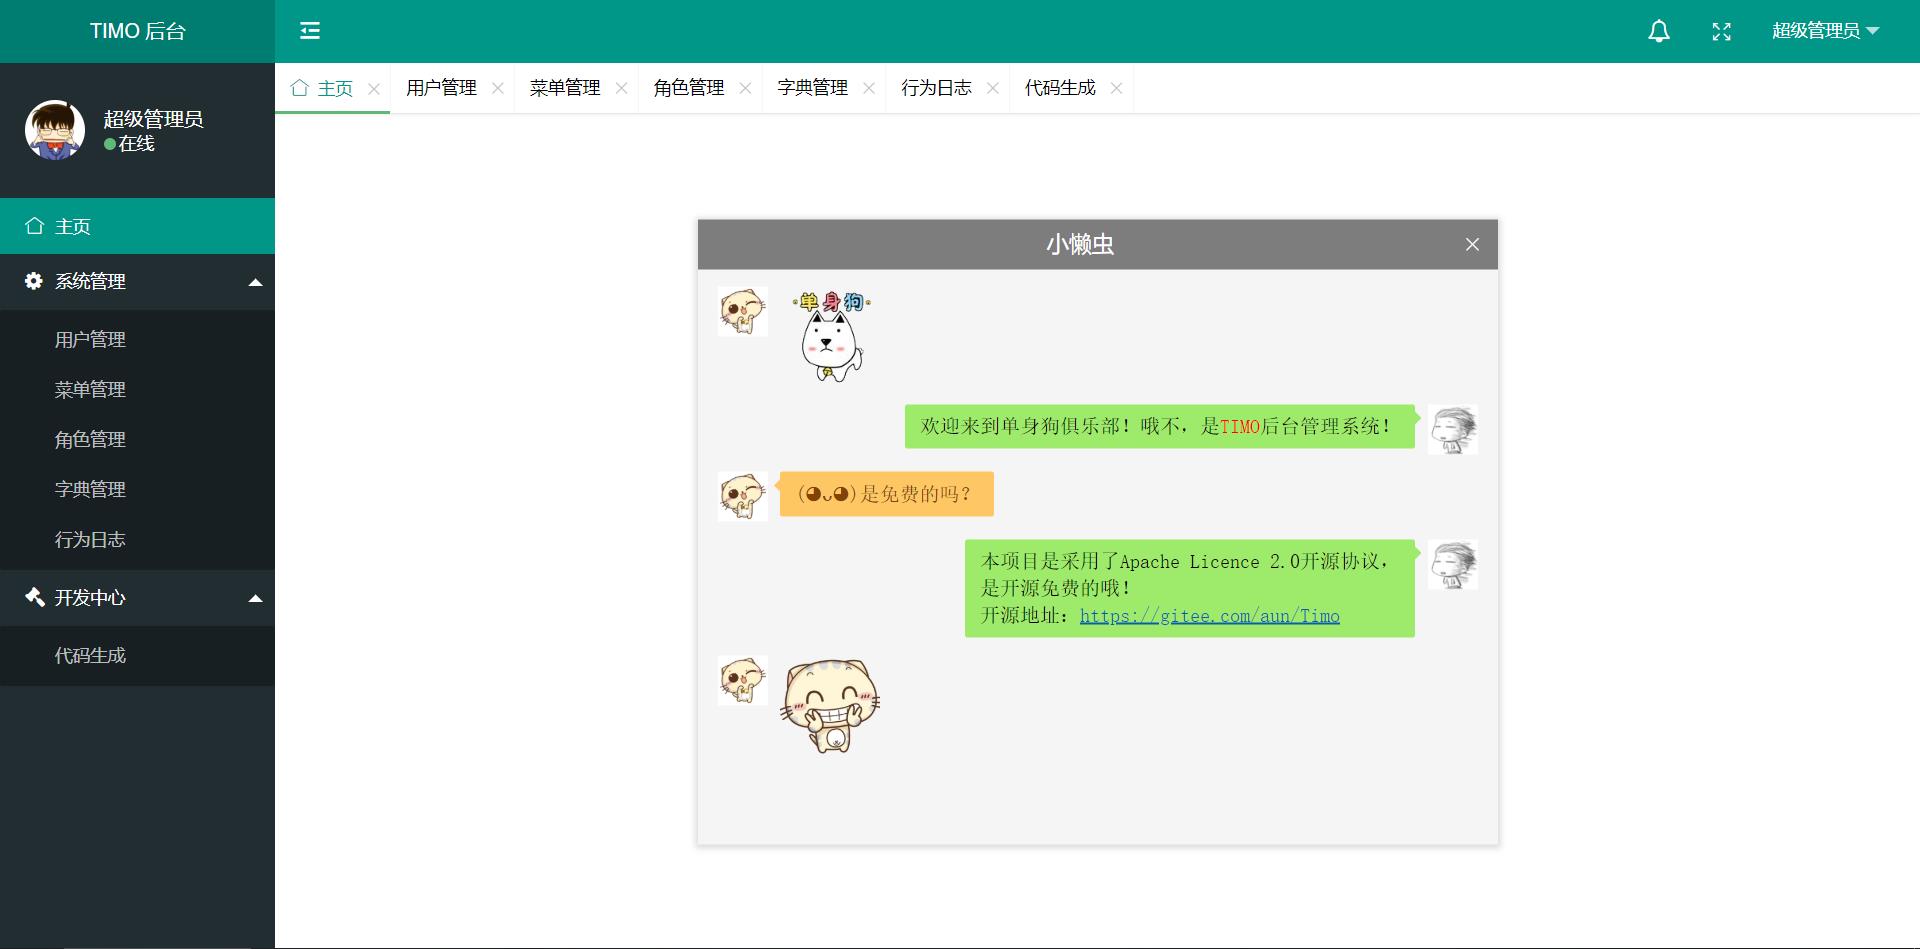 TIMO 后台
超级管理员
超级管理员
在线
主页
用户管理
菜单管理
角色管理
字典管理
行为日志
代码生成
主页
系统管理
用户管理
菜单管理
角色管理
字典管理
行为日志
开发中心
代码生成
小懒虫
·单身狗·
欢迎来到单身狗俱乐部！哦不，是TIMO后台管理系统！
(◕ᴗ◕)是免费的吗？
本项目是采用了Apache Licence 2.0开源协议，
是开源免费的哦！
开源地址：https://gitee.com/aun/Timo